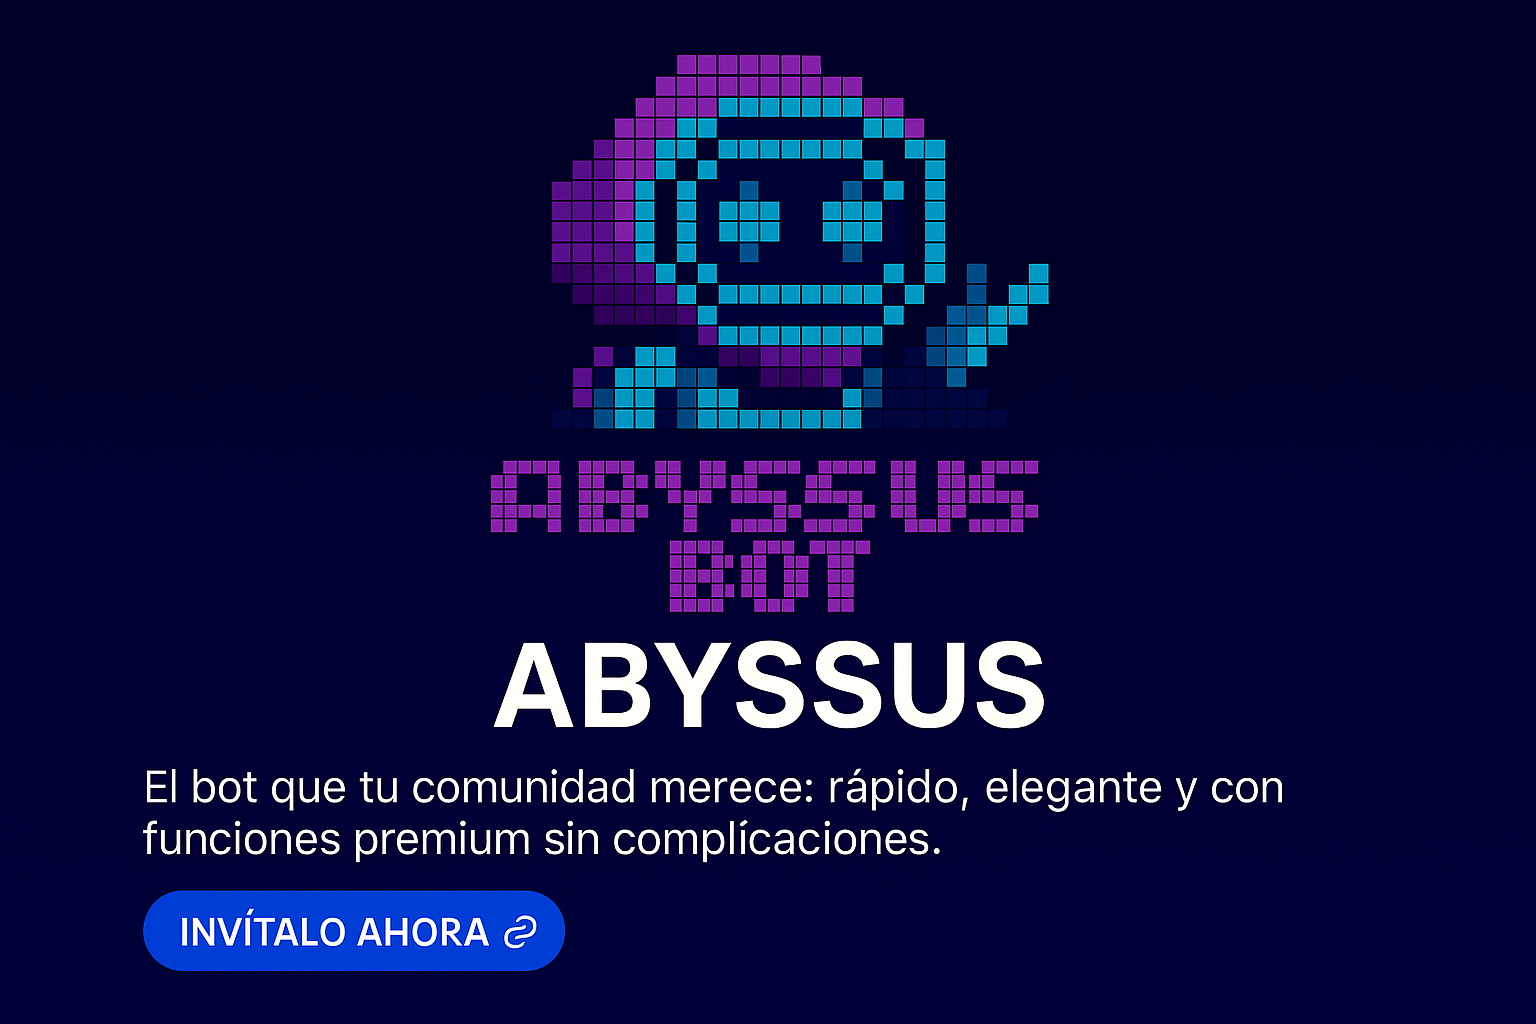 ABYSSUS
BOT
ABYSSUS
El bot que tu comunidad merece: rápido, elegante y con
funciones premium sin complícaciones.
INVÍTALO AHORA